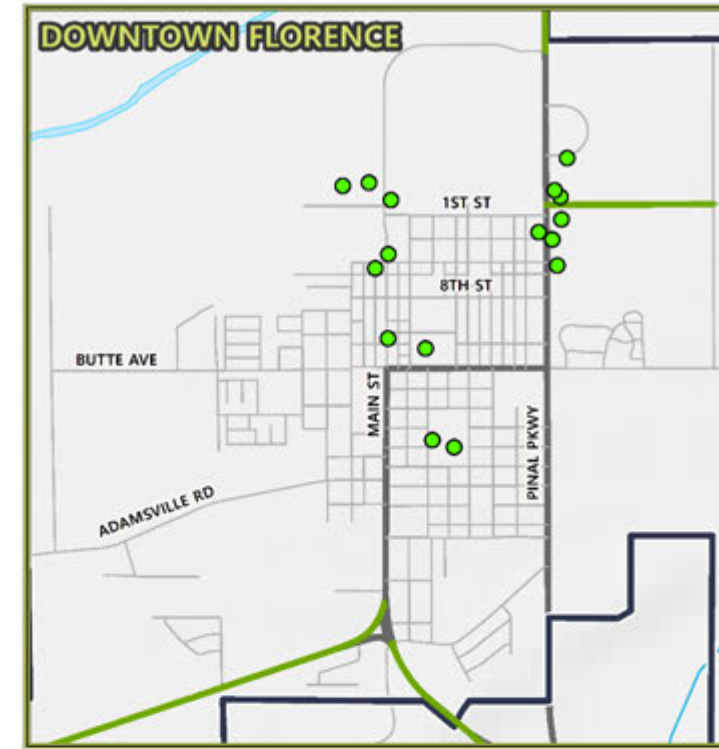 DOWNTOWN FLORENCE
1ST ST
8TH ST
BUTTE AVE
MAIN ST
PINAL PKWY
ADAMSVILLE RD